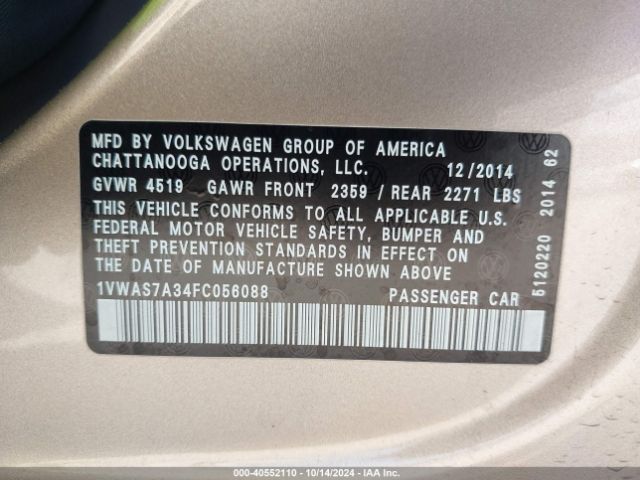 MFD BY VOLKSWAGEN GROUP OF AMERICA
CHATTANOOGA OPERATIONS, LLC. 12/2014
GVWR 4519 GAWR FRONT 2359 / REAR 2271 LBS
THIS VEHICLE CONFORMS TO ALL APPLICABLE U.S.
FEDERAL MOTOR VEHICLE SAFETY, BUMPER AND
THEFT PREVENTION STANDARDS IN EFFECT ON
THE DATE OF MANUFACTURE SHOWN ABOVE
1VWAS7A34FC056088 PASSENGER CAR
5120220 2014 62
000-40552110 - 10/14/2024 - IAA Inc.